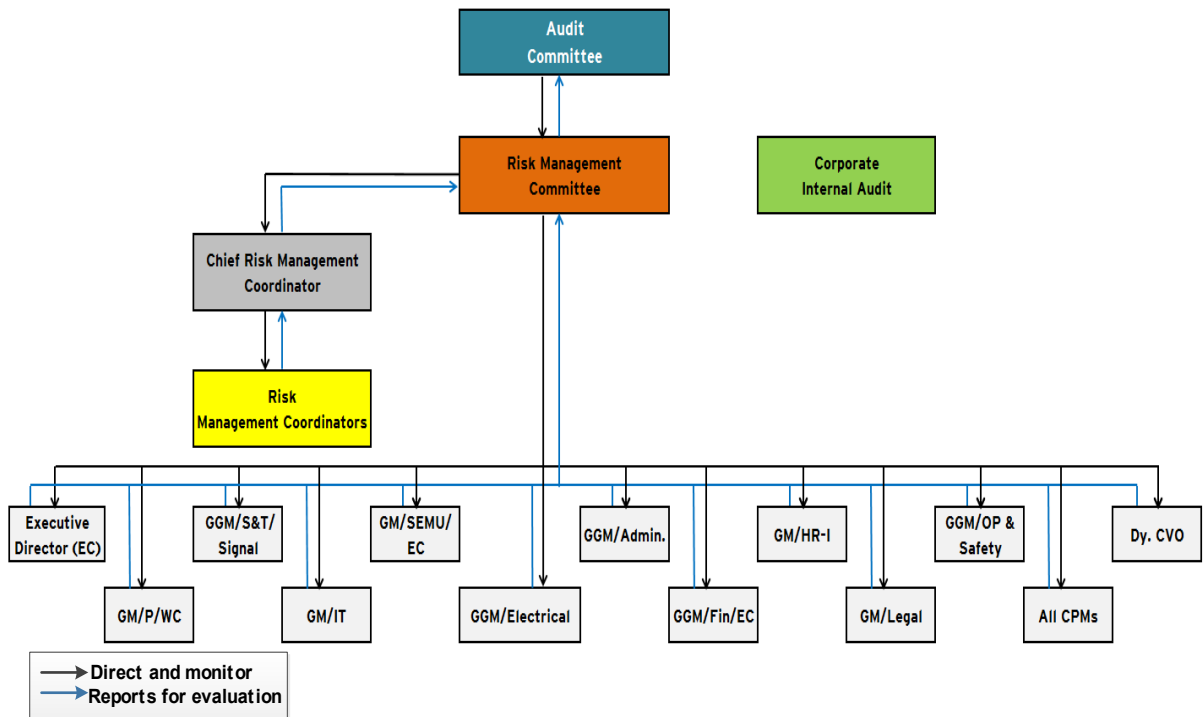 Audit
Committee
Risk Management
Committee
Corporate
Internal Audit
Chief Risk Management
Coordinator
Risk
Management Coordinators
Executive
Director (EC)
GGM/S&T/
Signal
GM/SEMU/
EC
GGM/Admin.
GM/HR-I
GGM/OP &
Safety
Dy. CVO
GM/P/WC
GM/IT
GGM/Electrical
GGM/Fin/EC
GM/Legal
All CPMs
Direct and monitor
Reports for evaluation